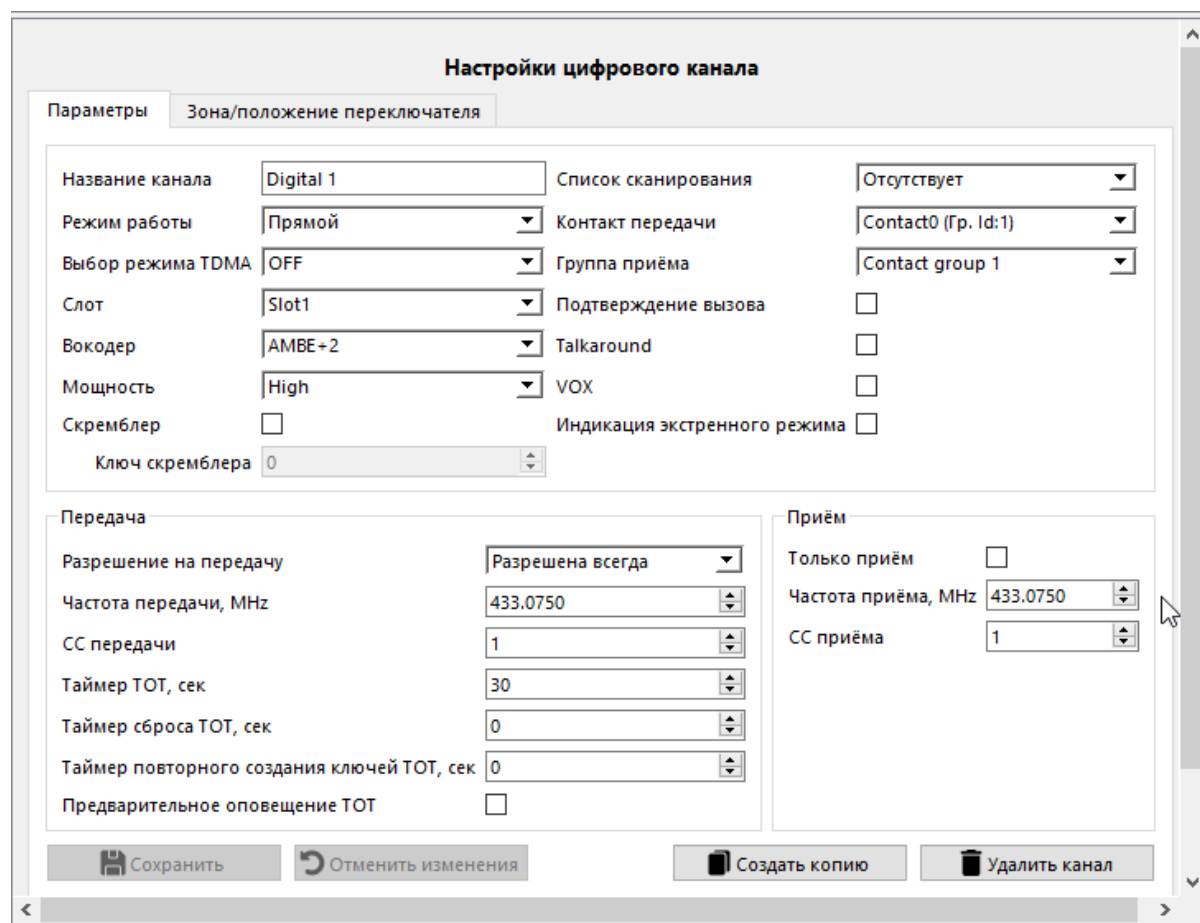 Настройки цифрового канала
Параметры Зона/положение переключателя
Название канала Digital 1 Список сканирования Отсутствует
Режим работы Прямой Контакт передачи Contact0 (Гр. Id:1)
Выбор режима TDMA OFF Группа приёма Contact group 1
Слот Slot1 Подтверждение вызова
Вокодер AMBE+2 Talkaround
Мощность High VOX
Скремблер Индикация экстренного режима
Ключ скремблера 0
Передача
Разрешение на передачу Разрешена всегда
Частота передачи, MHz 433.0750
CC передачи 1
Таймер ТОТ, сек 30
Таймер сброса ТОТ, сек 0
Таймер повторного создания ключей ТОТ, сек 0
Предварительное оповещение ТОТ
Приём
Только приём
Частота приёма, MHz 433.0750
CC приёма 1
Сохранить Отменить изменения Создать копию Удалить канал